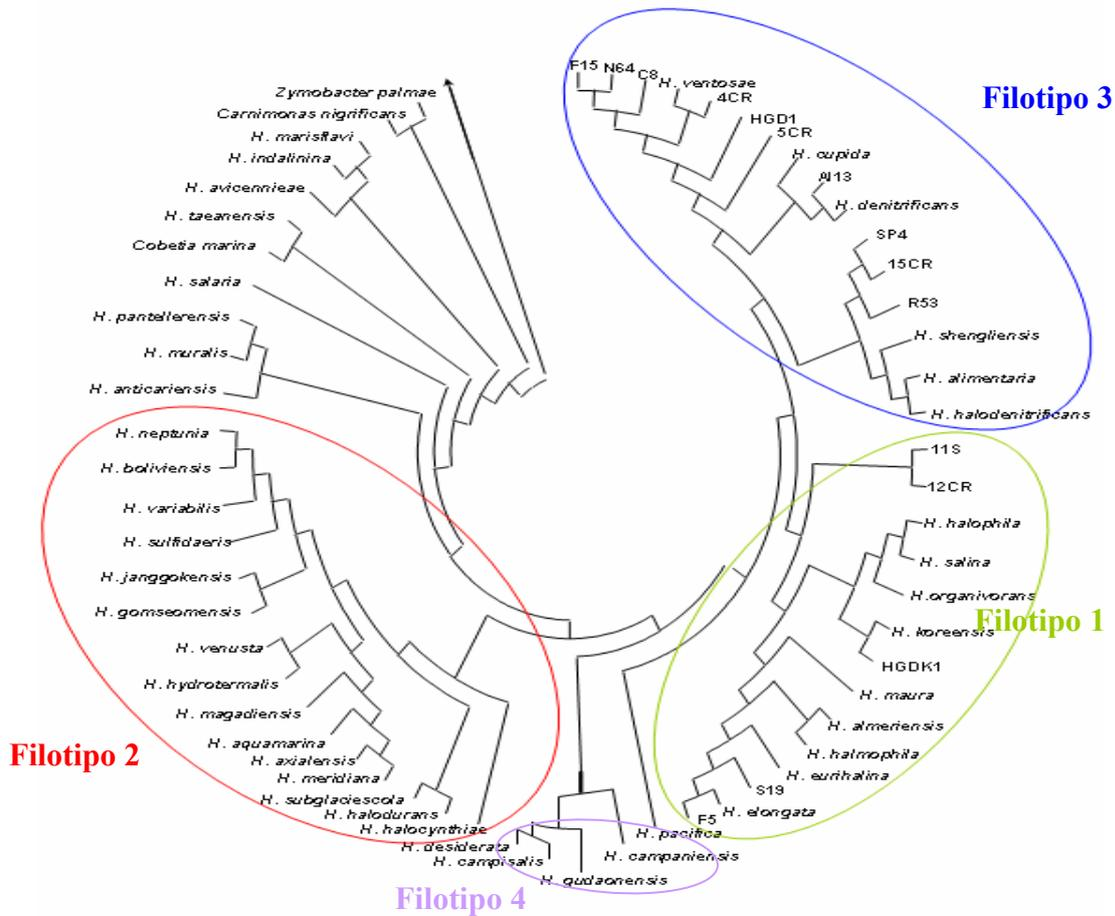 F15
N64
C8
H. ventosae
4CR
HGD1
5CR
H. cupida
AI13
H. denitrificans
SP4
15CR
R53
H. shengliensis
H. alimentaria
H. halodenitrificans
Filotipo 3
11S
12CR
H. halophila
H. salina
H. organivorans
H. koreensis
HGDK1
H. maura
H. almeriensis
H. halmophila
H. eurihalina
S19
H. elongata
F5
Filotipo 1
H. pacifica
H. campaniensis
H. gudaonensis
H. campisalis
H. desiderata
Filotipo 4
H. halocynthiae
H. halodurans
H. subglaciescola
H. meridiana
H. axialensis
H. aquamarina
H. magadiensis
H. hydrotermalis
H. venusta
H. gomseomensis
H. janggokensis
H. sulfidaeris
H. variabilis
H. boliviensis
H. neptunia
Filotipo 2
H. anticariensis
H. muralis
H. pantellerensis
H. salaria
Cobetia marina
H. taeanensis
H. avicennieae
H. indalinina
H. marisflavi
Carnimonas nigrificans
Zymobacter palmae